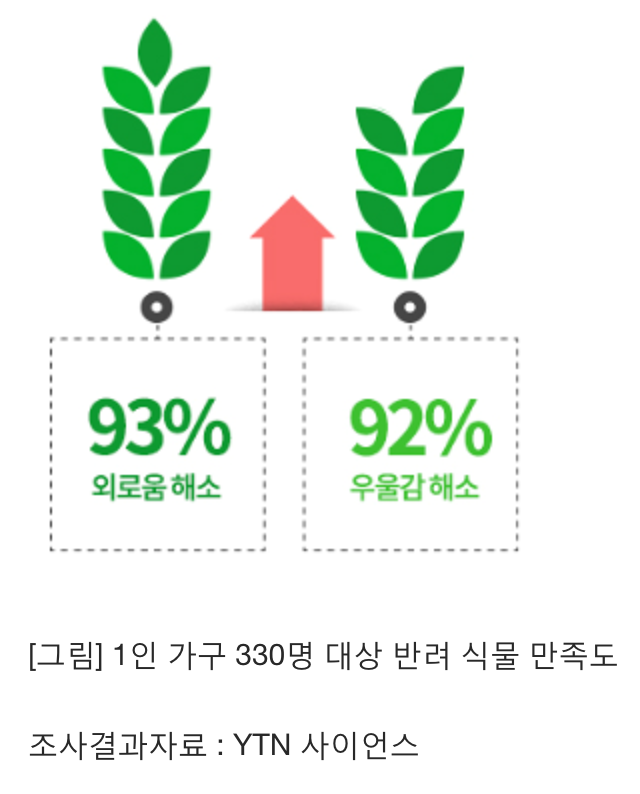 93%
외로움 해소
92%
우울감 해소
[그림] 1인 가구 330명 대상 반려 식물 만족도
조사결과자료 : YTN 사이언스